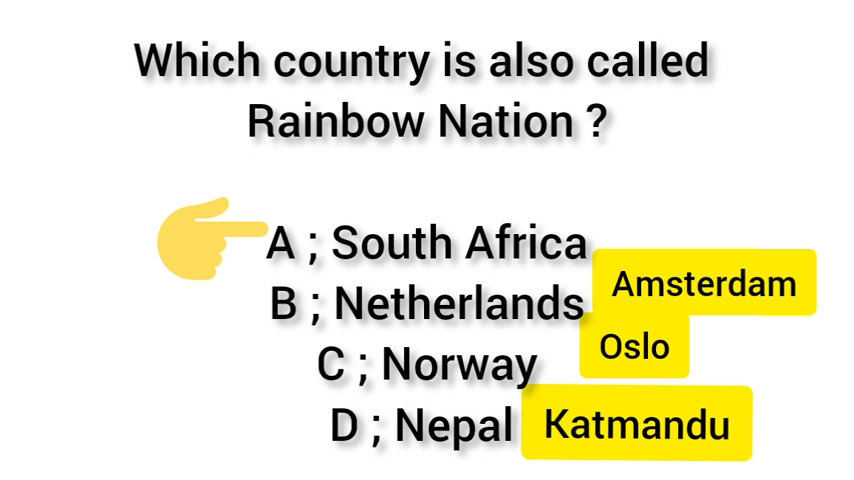 Which country is also called
Rainbow Nation ?
A ; South Africa
B ; Netherlands
Amsterdam
C ; Norway
Oslo
D ; Nepal
Katmandu